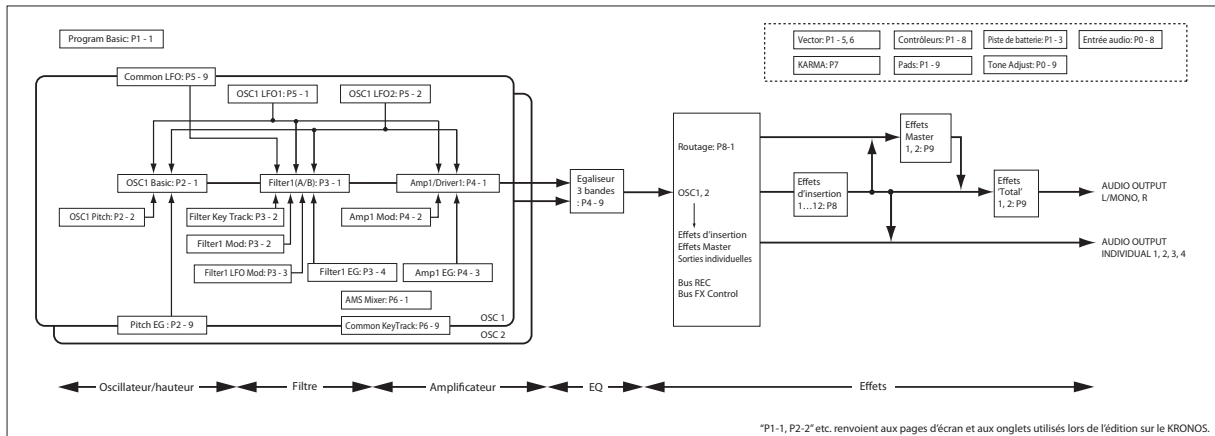 Program Basic: P1 - 1
Vector: P1 - 5, 6
Contrôleurs: P1 - 8
Piste de batterie: P1 - 3
Entrée audio: P0 - 8
KARMA: P7
Pads: P1 - 9
Tone Adjust: P0 - 9
Common LFO: P5 - 9
OSC1 LFO1: P5 - 1
OSC1 LFO2: P5 - 2
OSC1 Basic: P2 - 1
Filter1(A/B): P3 - 1
Amp1/Driver1: P4 - 1
OSC1 Pitch: P2 - 2
Filter Key Track: P3 - 2
Amp1 Mod: P4 - 2
Filter1 Mod: P3 - 2
Filter1 LFO Mod: P3 - 3
Filter1 EG: P3 - 4
Amp1 EG: P4 - 3
AMS Mixer: P6 - 1
Pitch EG : P2 - 9
Common KeyTrack: P6 - 9
OSC 1
OSC 2
Egaliseur
3 bandes
: P4 - 9
Routage: P8-1
OSC1, 2
Effets d'insertion
Effets Master
Sorties individuelles
Bus REC
Bus FX Control
Effets
d'insertion
1…12: P8
Effets
Master
1, 2: P9
Effets
'Total'
1, 2: P9
AUDIO OUTPUT
L/MONO, R
AUDIO OUTPUT
INDIVIDUAL 1, 2, 3, 4
Oscillateur/hauteur
Filtre
Amplificateur
EQ
Effets
"P1-1, P2-2" etc. renvoient aux pages d'écran et aux onglets utilisés lors de l'édition sur le KRONOS.